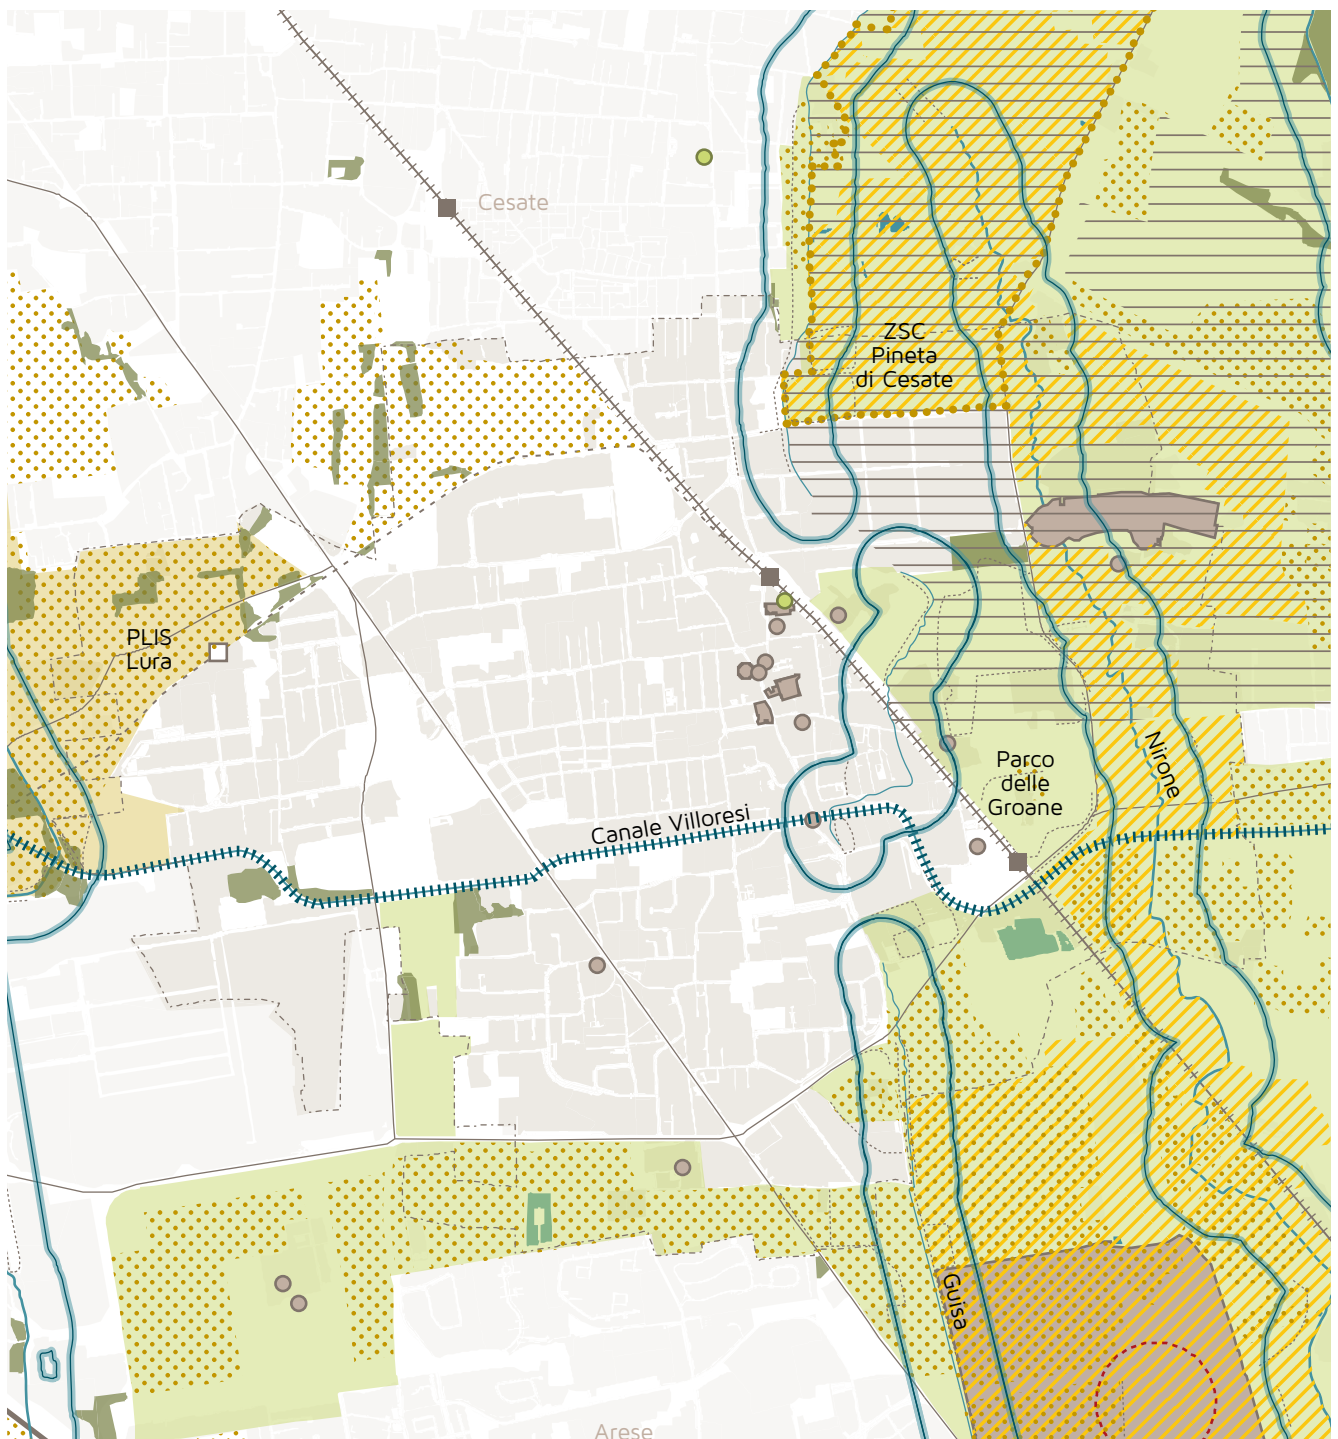 Cesate
ZSC
Pineta
di Cesate
PLIS
Lura
Nirone
Parco
delle
Groane
Canale Villoresi
Guisa
Arese